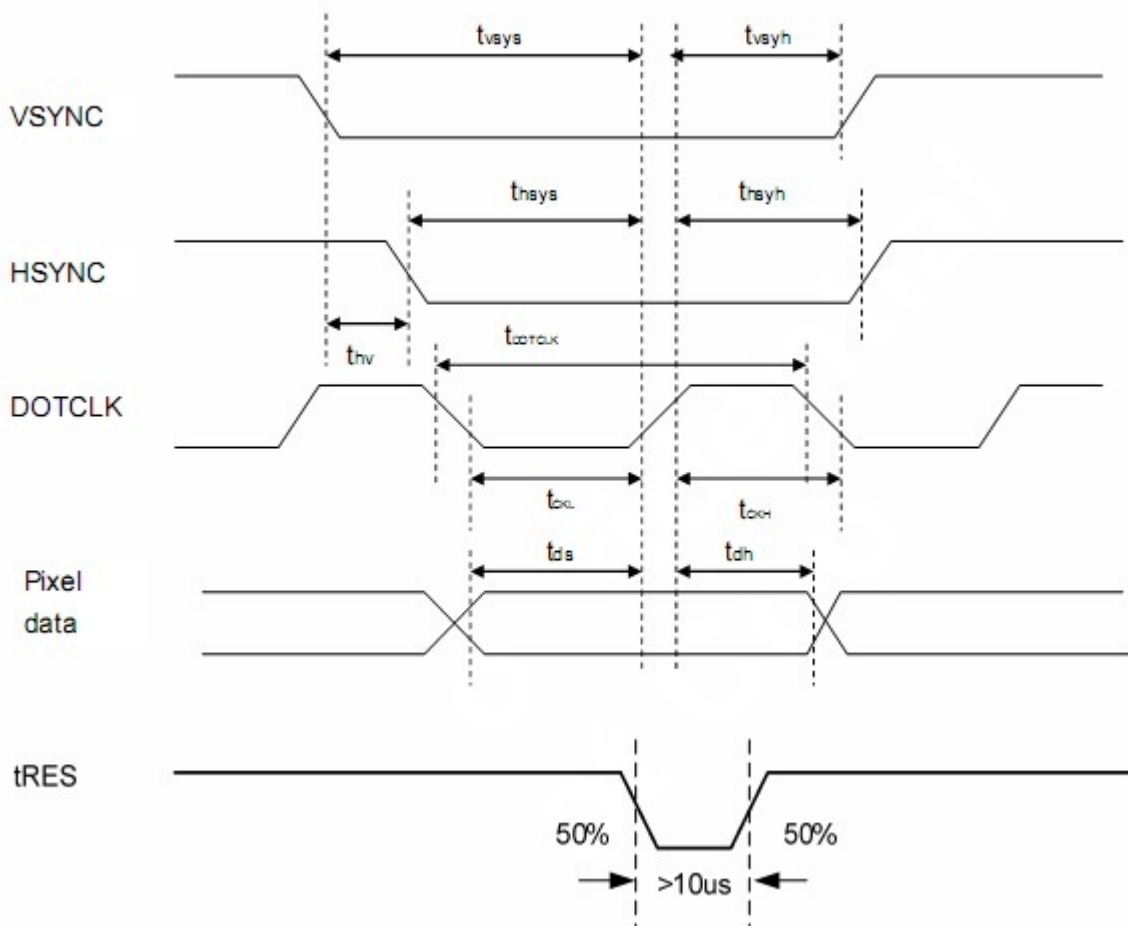 tvsys tvsyh
VSYNC
thsys thsyh
HSYNC
thv tDOTCLK
DOTCLK
tCKL tCKH
tds tdh
Pixel
data
tRES
50% 50%
>10us